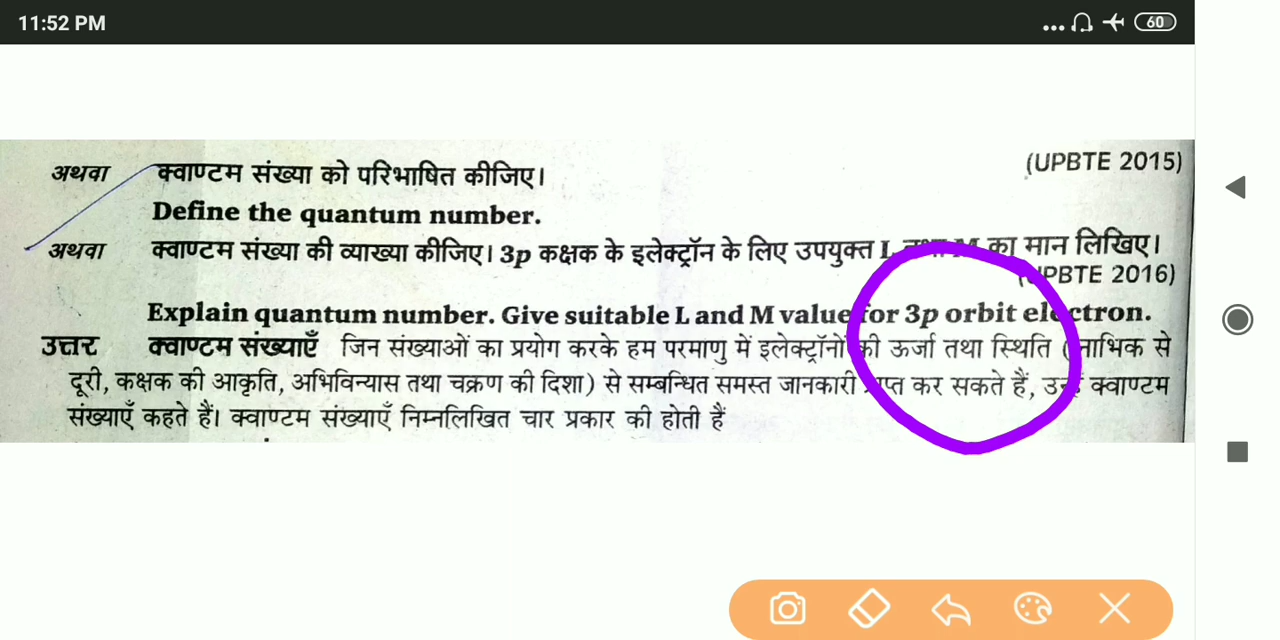 11:52 PM
60
अथवा क्वाण्टम संख्या को परिभाषित कीजिए। (UPBTE 2015)
Define the quantum number.
अथवा क्वाण्टम संख्या की व्याख्या कीजिए। 3p कक्षक के इलेक्ट्रॉन के लिए उपयुक्त L तथा M का मान लिखिए।
(UPBTE 2016)
Explain quantum number. Give suitable L and M value for 3p orbit electron.
उत्तर क्वाण्टम संख्याएँ जिन संख्याओं का प्रयोग करके हम परमाणु में इलेक्ट्रॉनों की ऊर्जा तथा स्थिति (नाभिक से
दूरी, कक्षक की आकृति, अभिविन्यास तथा चक्रण की दिशा) से सम्बन्धित समस्त जानकारी प्राप्त कर सकते हैं, उन्हें क्वाण्टम
संख्याएँ कहते हैं। क्वाण्टम संख्याएँ निम्नलिखित चार प्रकार की होती हैं